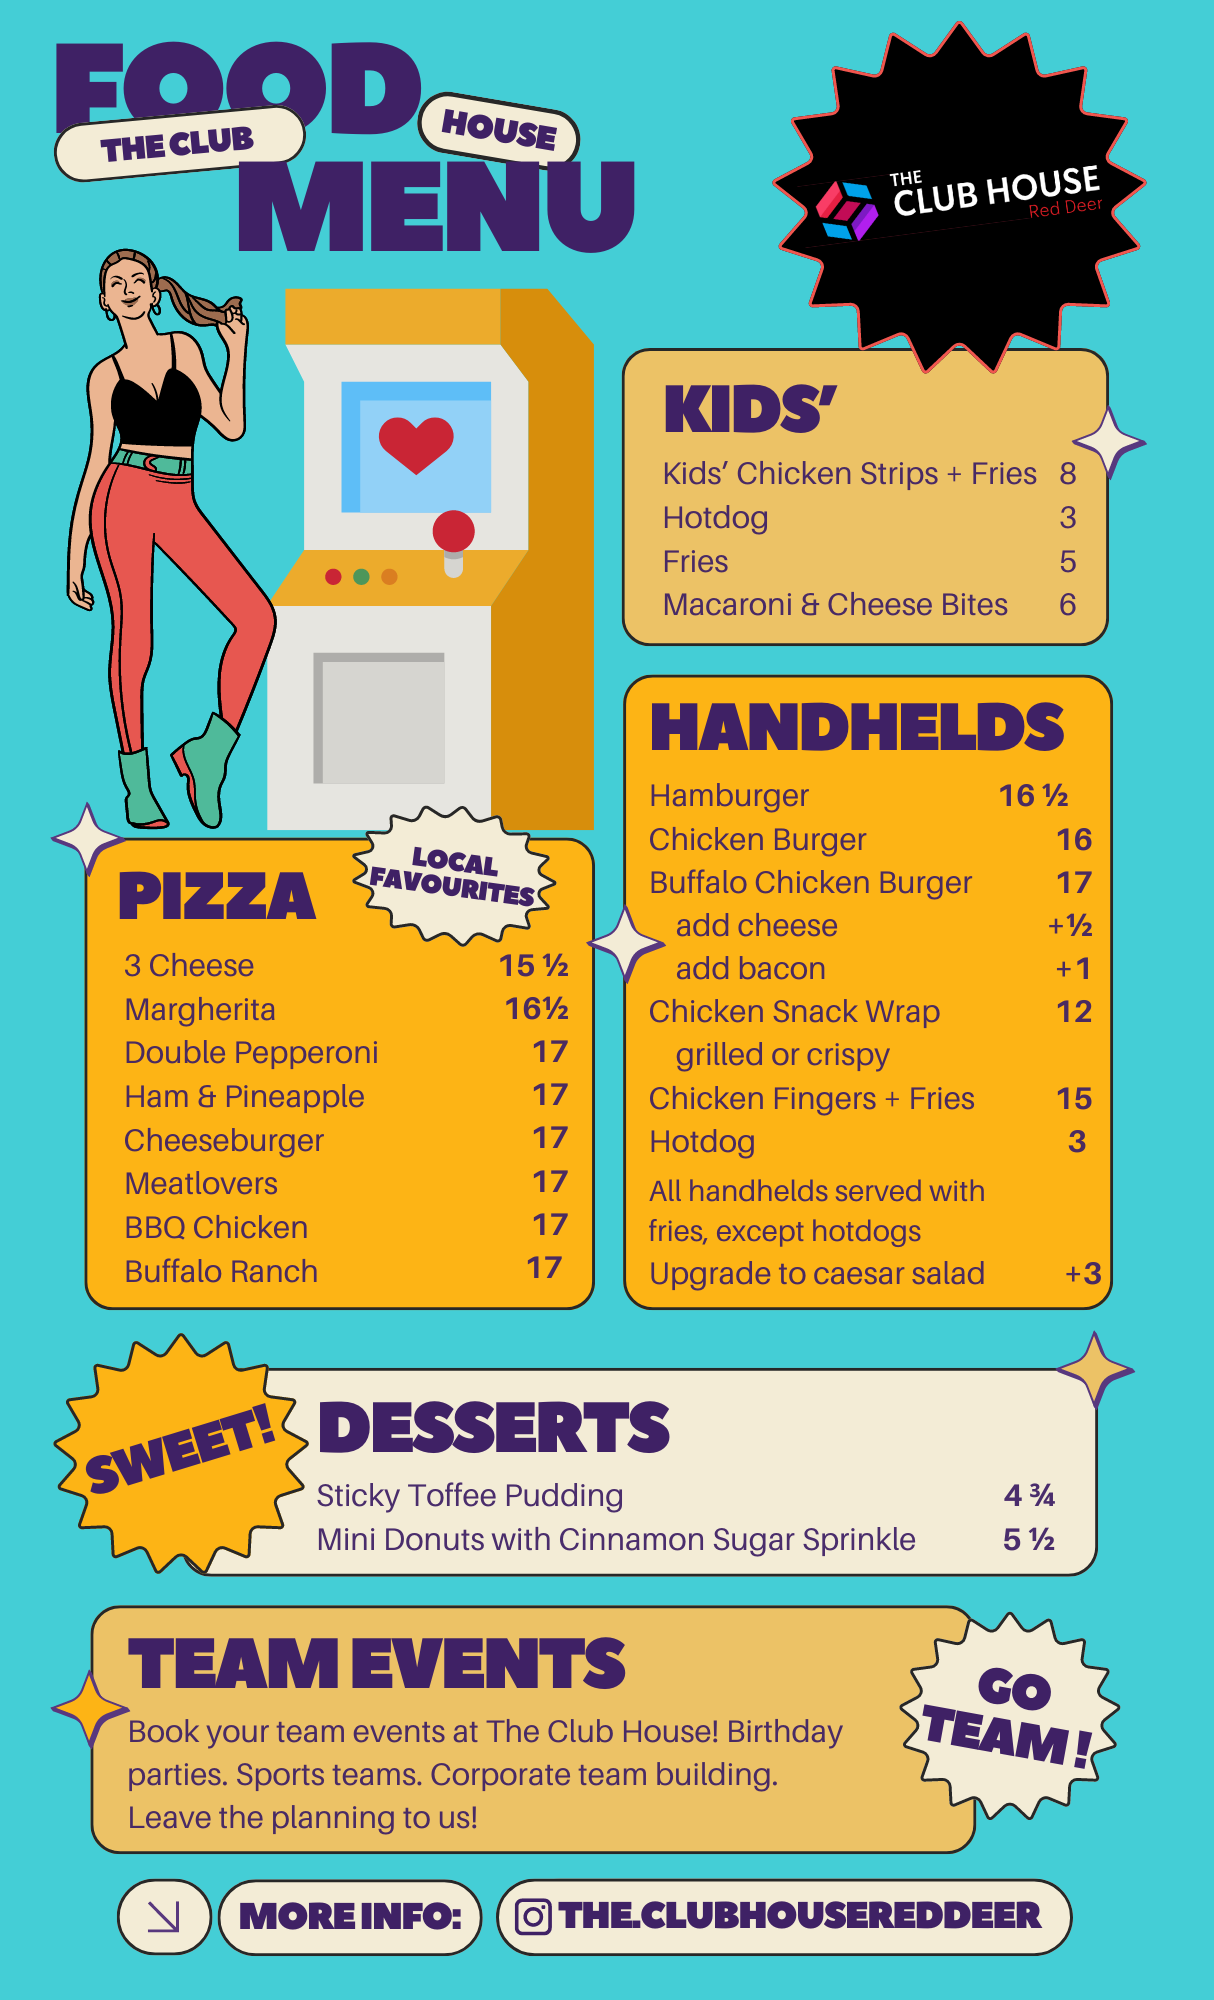 FOOD
THE CLUB
HOUSE
MENU
THE
CLUB HOUSE
Red Deer
KIDS’
Kids’ Chicken Strips + Fries 8
Hotdog 3
Fries 5
Macaroni & Cheese Bites 6
HANDHELDS
Hamburger 16 ½
Chicken Burger 16
Buffalo Chicken Burger 17
add cheese +½
add bacon +1
Chicken Snack Wrap 12
grilled or crispy
Chicken Fingers + Fries 15
Hotdog 3
All handhelds served with
fries, except hotdogs
Upgrade to caesar salad +3
LOCAL
FAVOURITES
PIZZA
3 Cheese 15 ½
Margherita 16½
Double Pepperoni 17
Ham & Pineapple 17
Cheeseburger 17
Meatlovers 17
BBQ Chicken 17
Buffalo Ranch 17
SWEET!
DESSERTS
Sticky Toffee Pudding 4 ¾
Mini Donuts with Cinnamon Sugar Sprinkle 5 ½
TEAM EVENTS
Book your team events at The Club House! Birthday
parties. Sports teams. Corporate team building.
Leave the planning to us!
GO
TEAM !
MORE INFO:
THE.CLUBHOUSEREDDEER